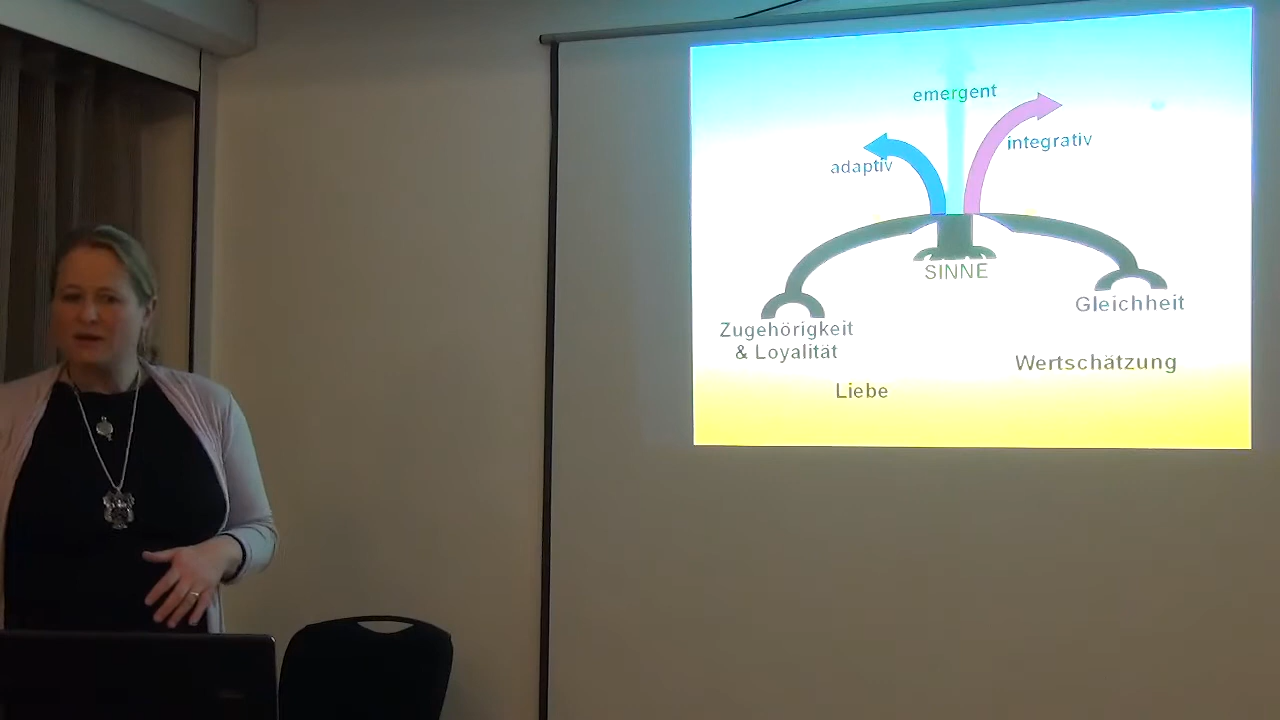 emergent
integrativ
adaptiv
SINNE
Gleichheit
Zugehörigkeit
& Loyalität
Wertschätzung
Liebe